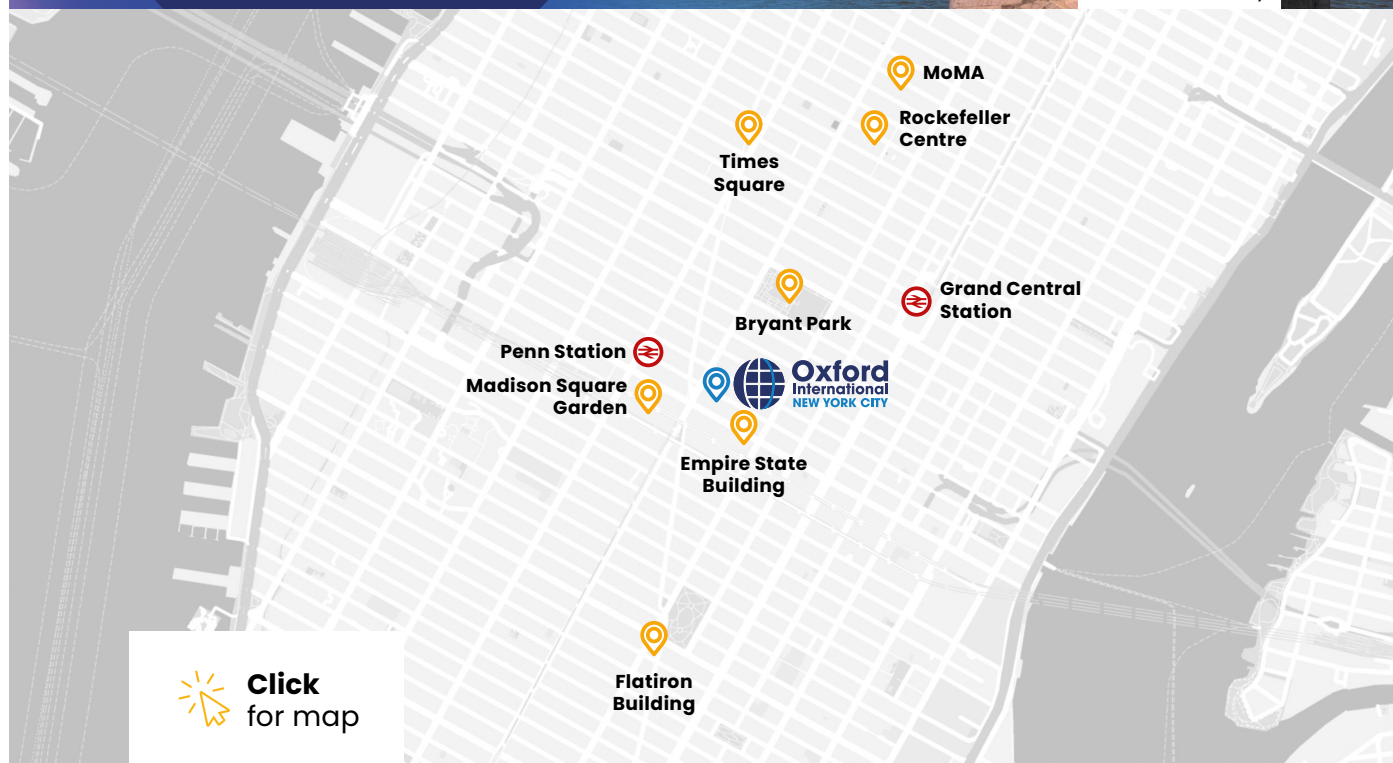 MoMA
Rockefeller
Centre
Times
Square
Grand Central
Station
Bryant Park
Penn Station
Oxford
International
NEW YORK CITY
Madison Square
Garden
Empire State
Building
Flatiron
Building
Click
for map